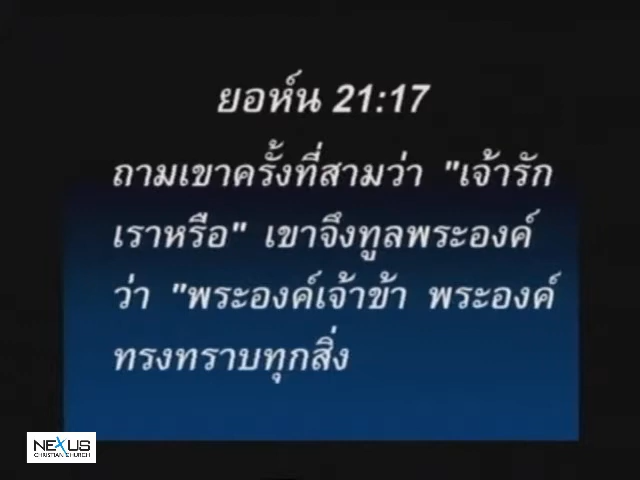 ยอห์น 21:17
ถามเขาครั้งที่สามว่า "เจ้ารัก
เราหรือ" เขาจึงทูลพระองค์
ว่า "พระองค์เจ้าข้า พระองค์
ทรงทราบทุกสิ่ง
NEXUS
CHRISTIAN CHURCH